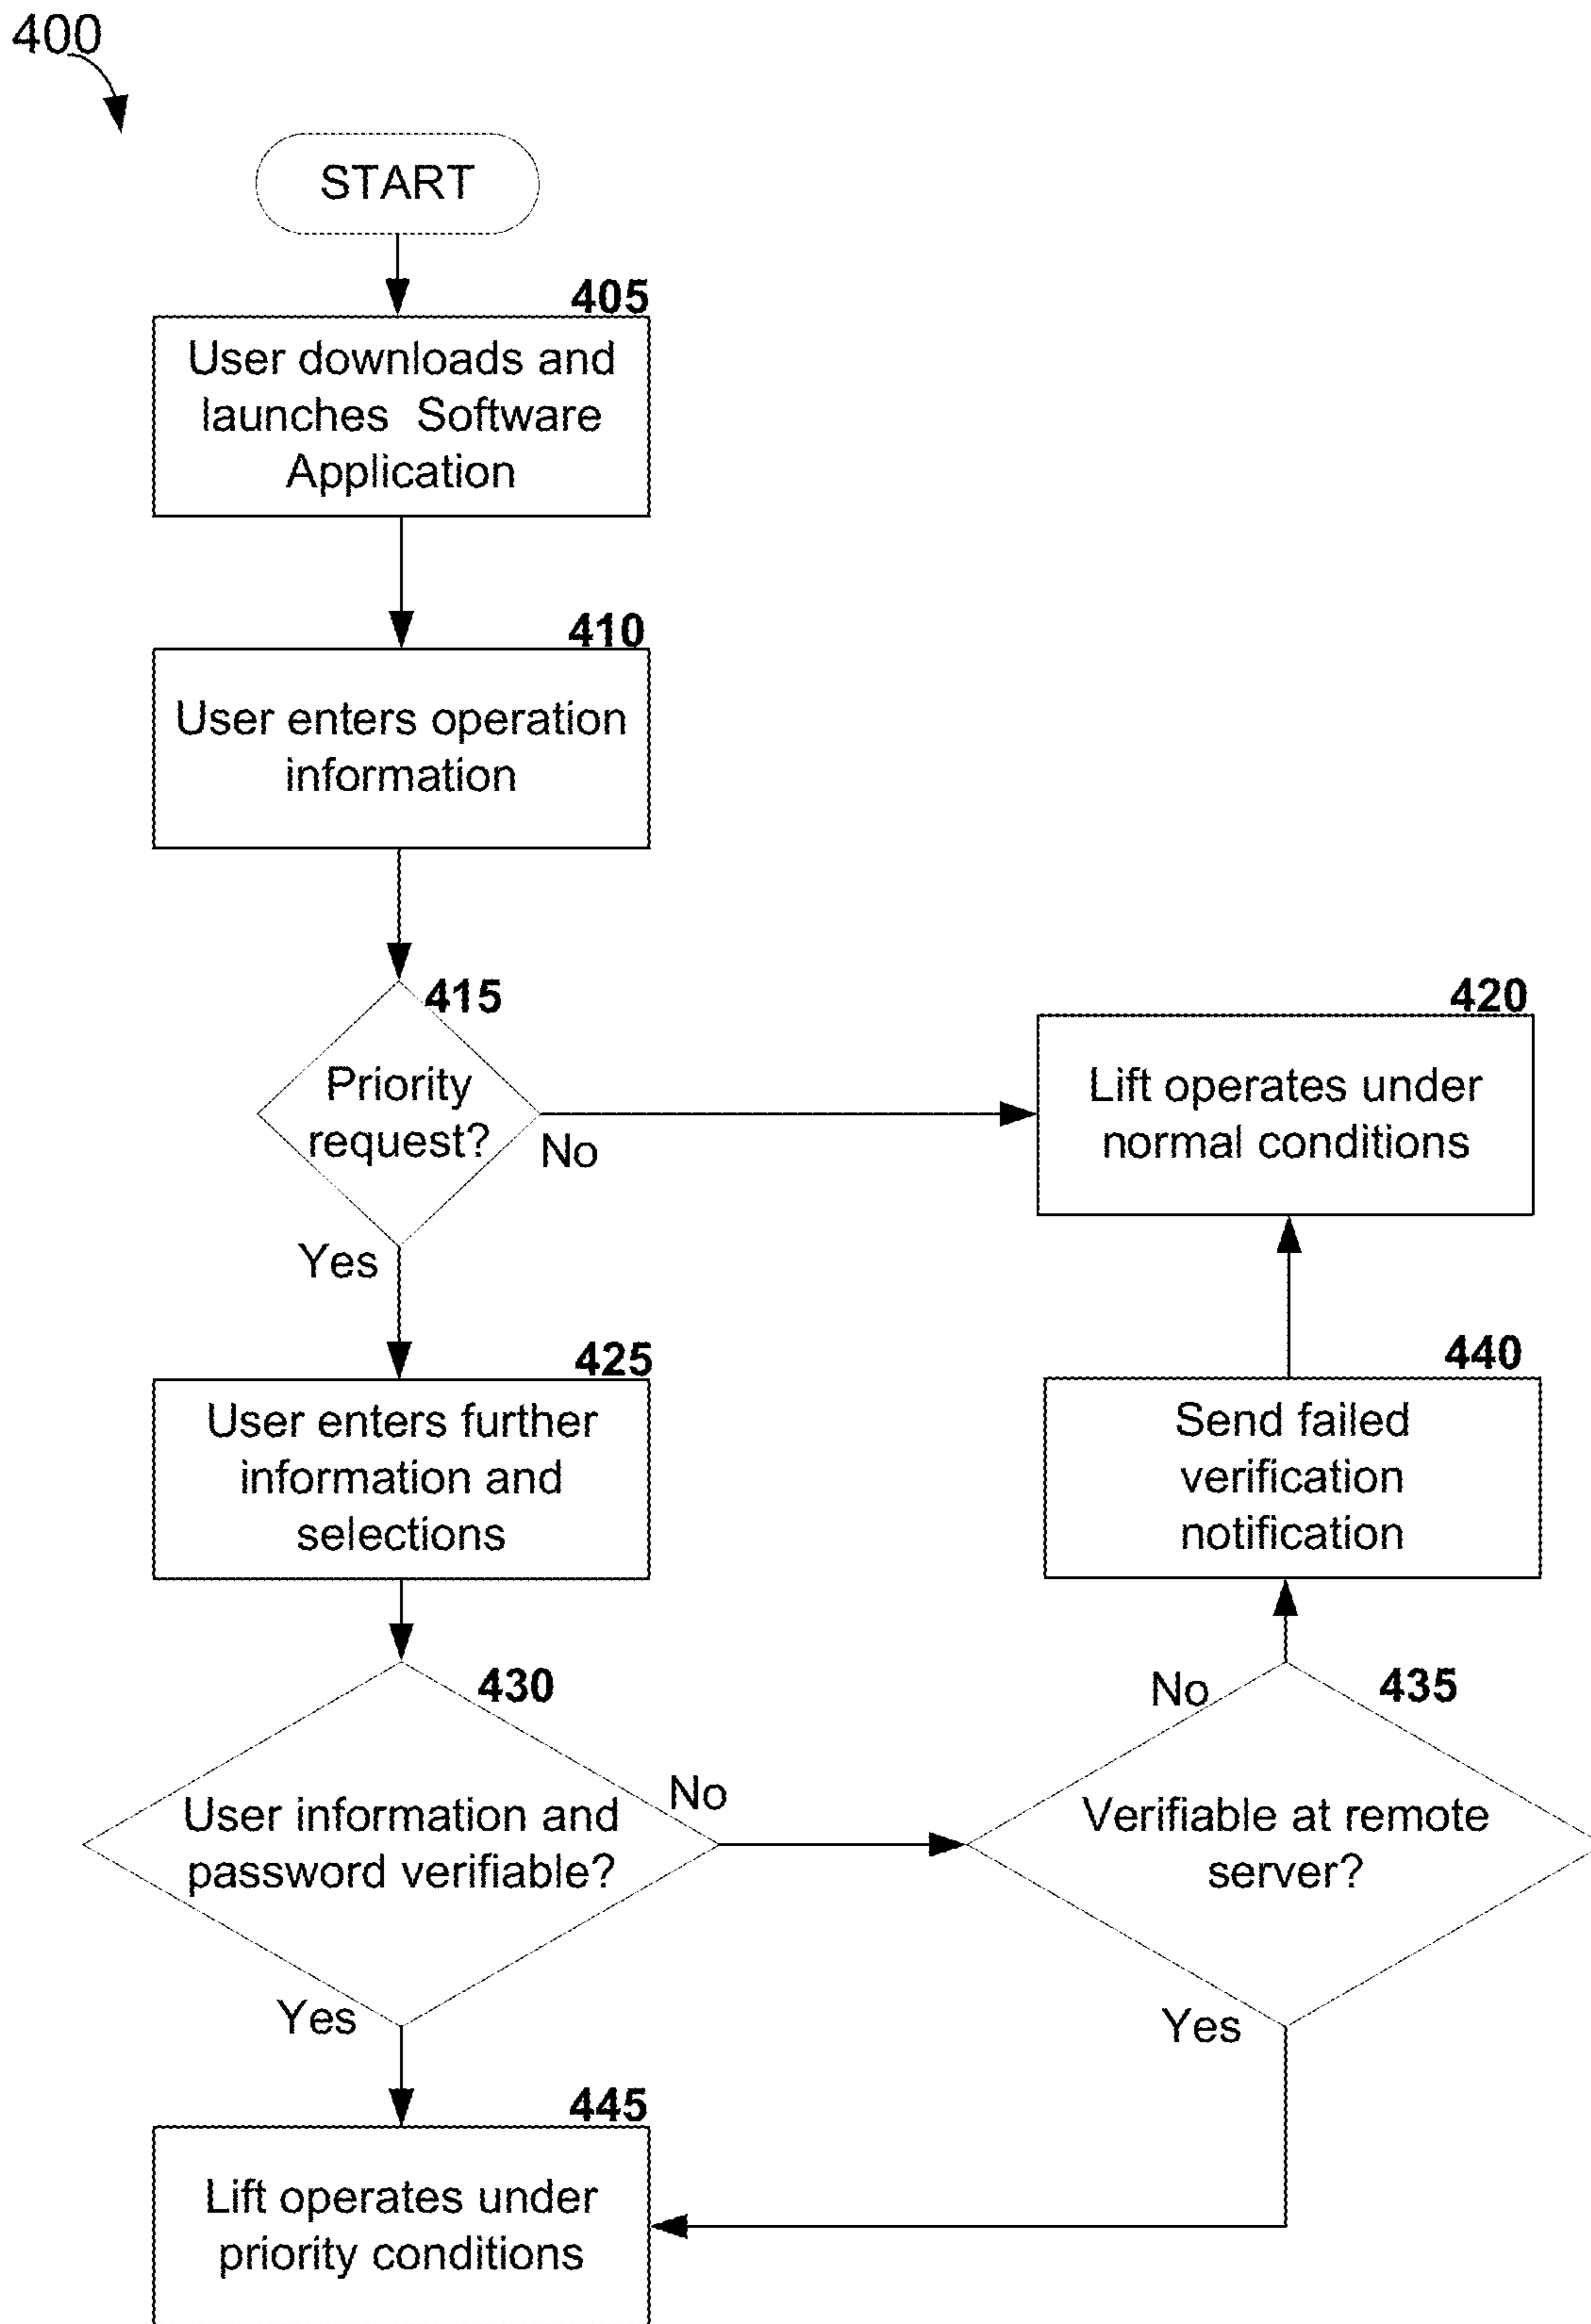 400
START
405
User downloads and
launches Software
Application
410
User enters operation
information
415
Priority
request?
No
Yes
420
Lift operates under
normal conditions
425
User enters further
information and
selections
440
Send failed
verification
notification
430
User information and
password verifiable?
No
Yes
435
No
Verifiable at remote
server?
Yes
445
Lift operates under
priority conditions